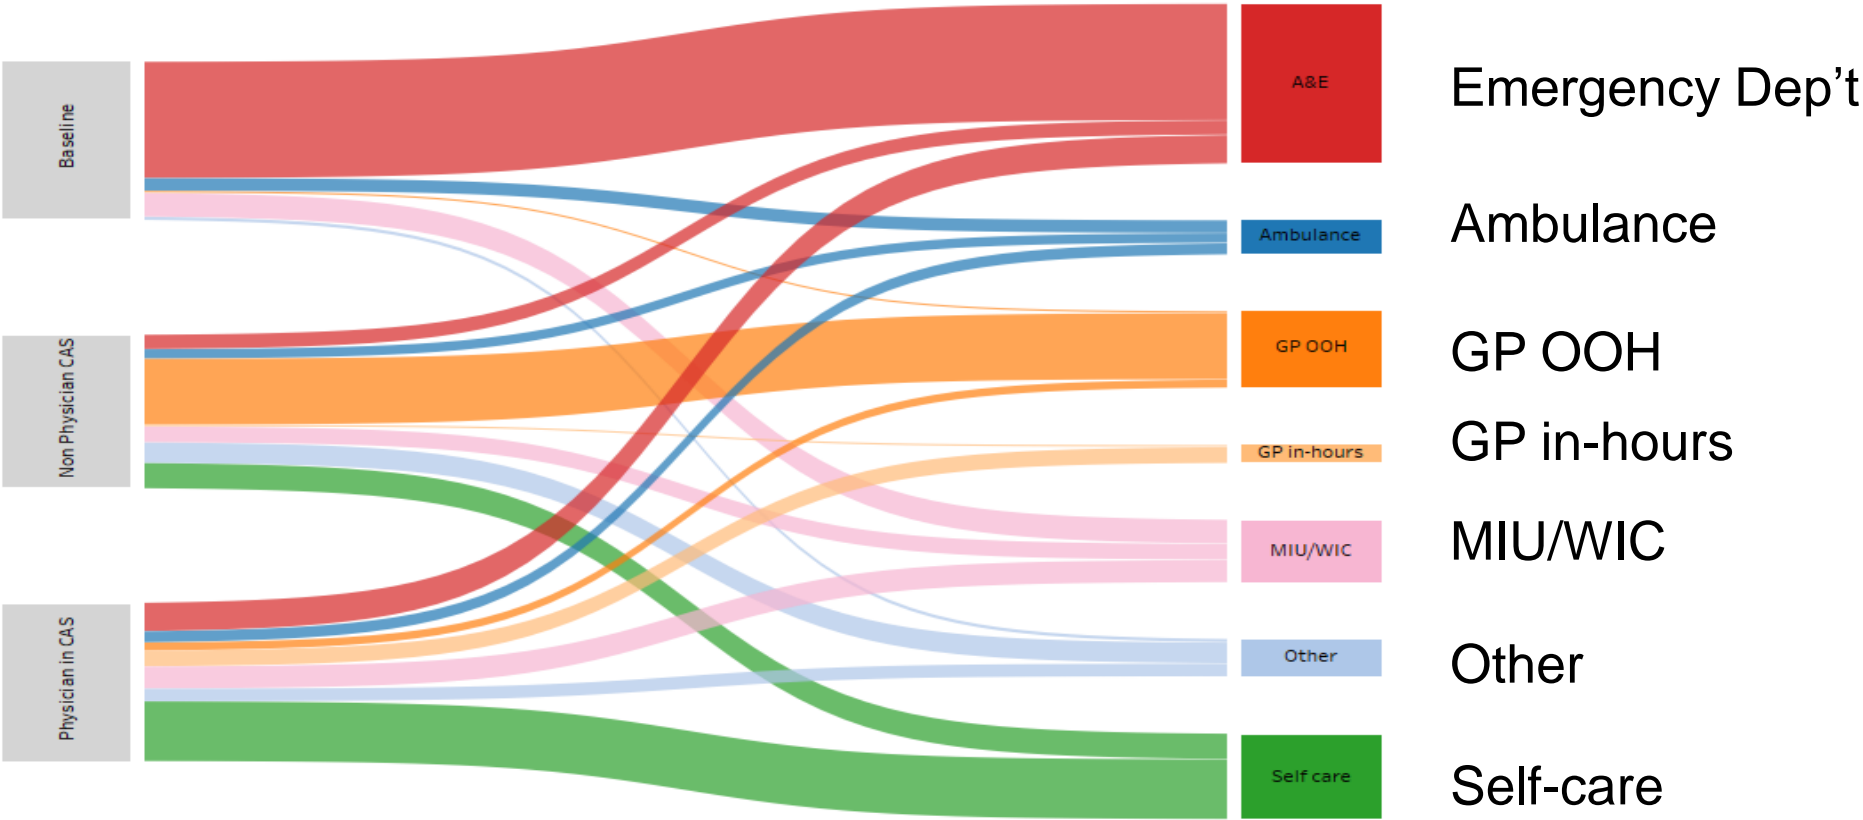 Baseline
Non Physician CAS
Physician in CAS
A&E
Ambulance
GP OOH
GP in-hours
MIU/WIC
Other
Self care
Emergency Dep’t
Ambulance
GP OOH
GP in-hours
MIU/WIC
Other
Self-care